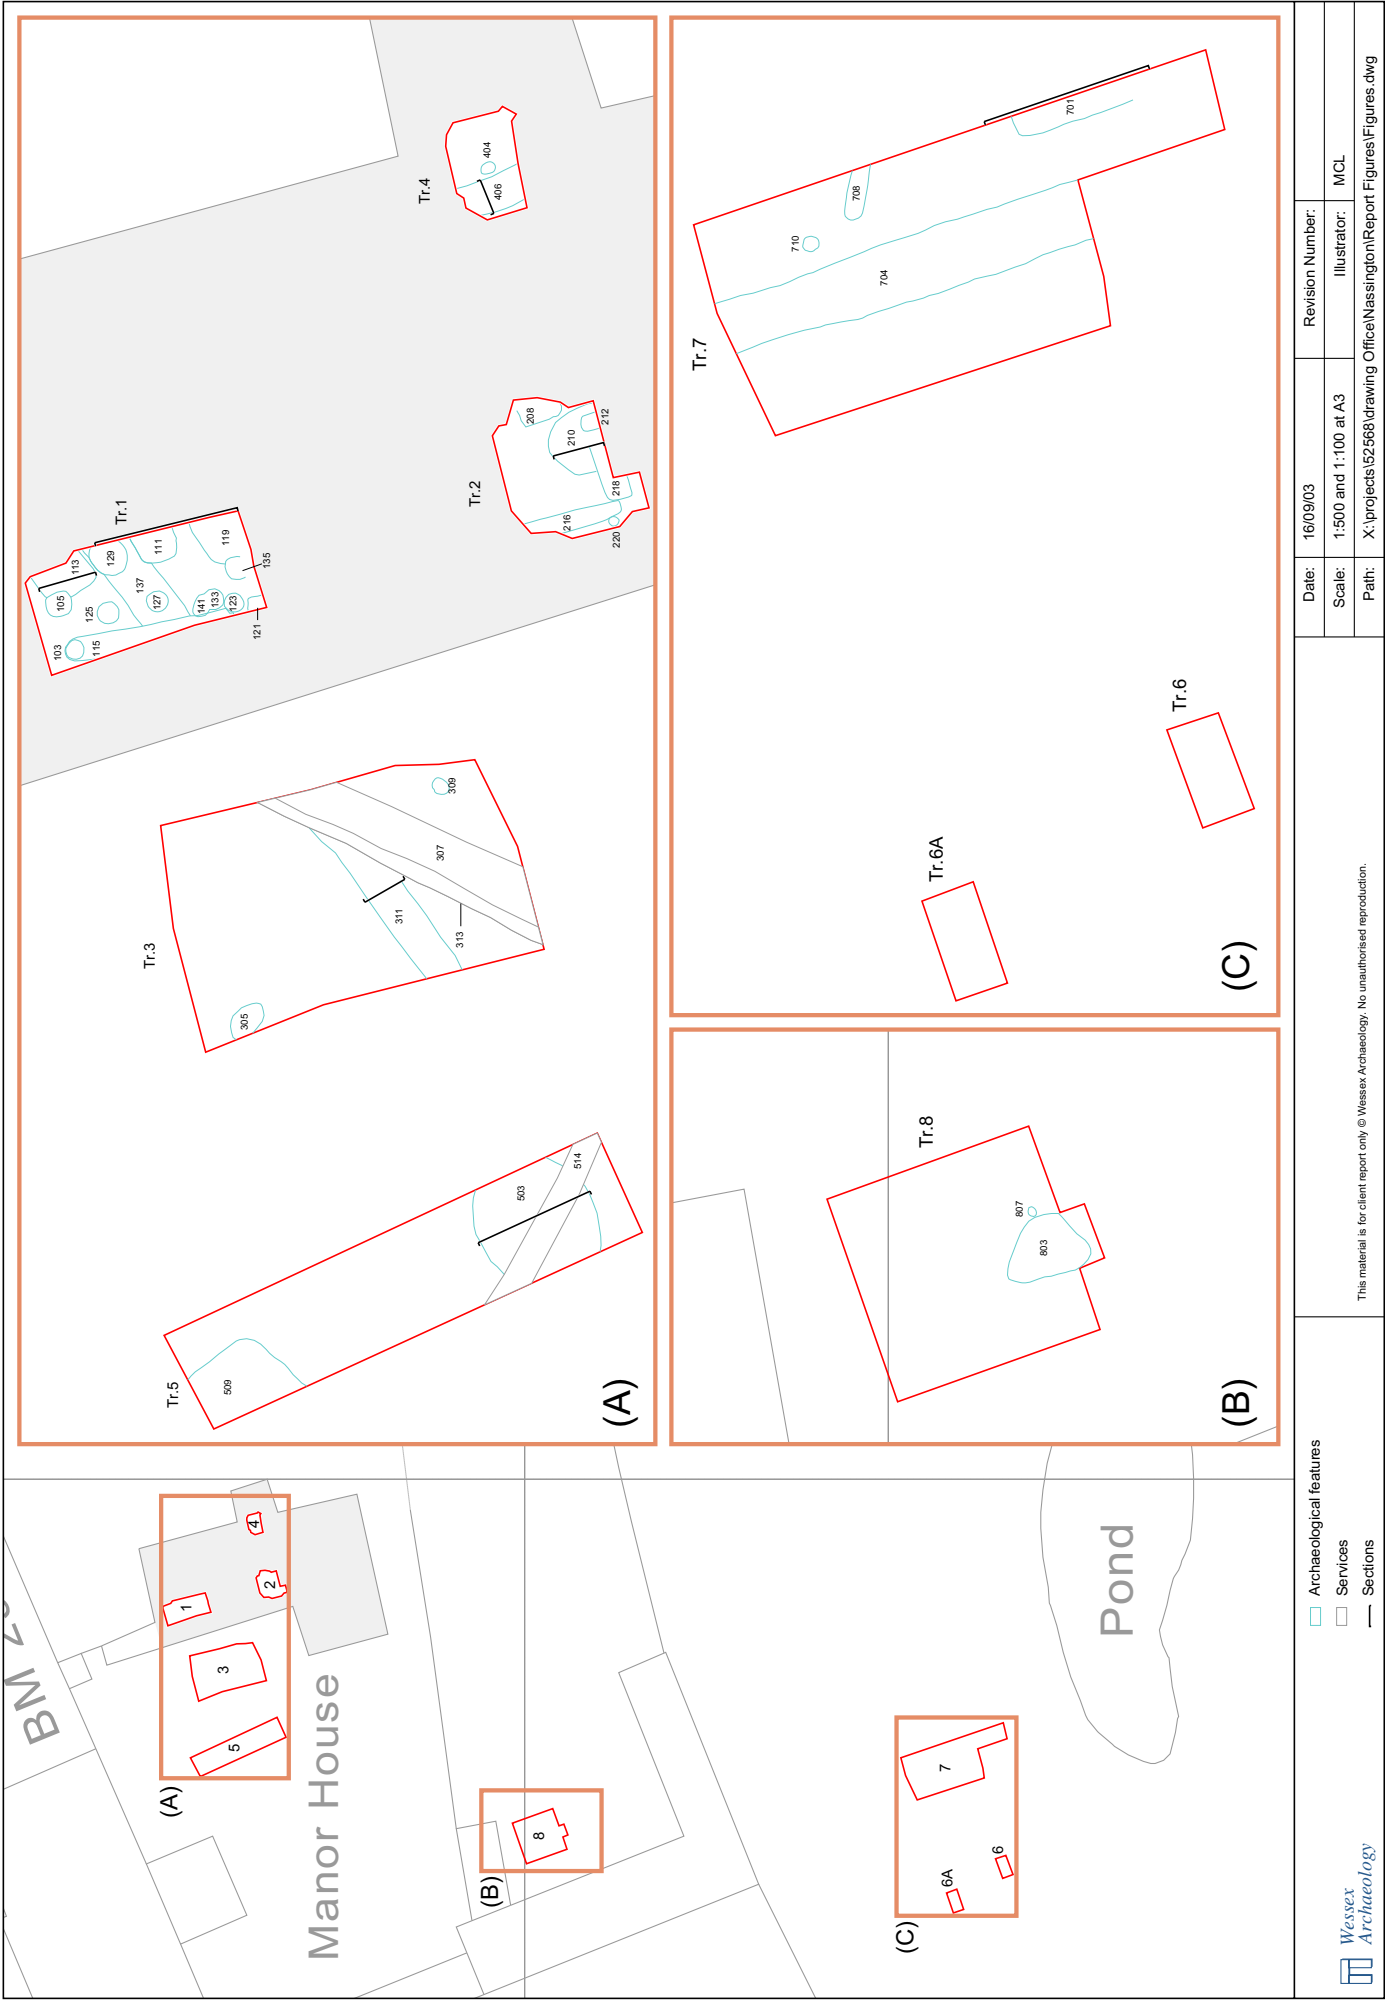 BM
Manor House
Pond
(A)
1
2
3
4
5
(B)
8
(C)
6A
6
7
(A)
Tr.5
509
503
514
Tr.3
305
311
313
307
309
Tr.1
103
115
105
125
113
129
137
127
111
141
133
123
119
135
121
Tr.2
208
210
212
216
218
220
Tr.4
404
406
(B)
Tr.8
807
803
(C)
Tr.6A
Tr.6
Tr.7
710
708
704
701
Wessex
Archaeology
Archaeological features
Services
Sections
This material is for client report only © Wessex Archaeology. No unauthorised reproduction.
Date: 16/09/03 Revision Number:
Scale: 1:500 and 1:100 at A3 Illustrator: MCL
Path: X:\projects\52568\drawing Office\Nassington\Report Figures\Figures.dwg